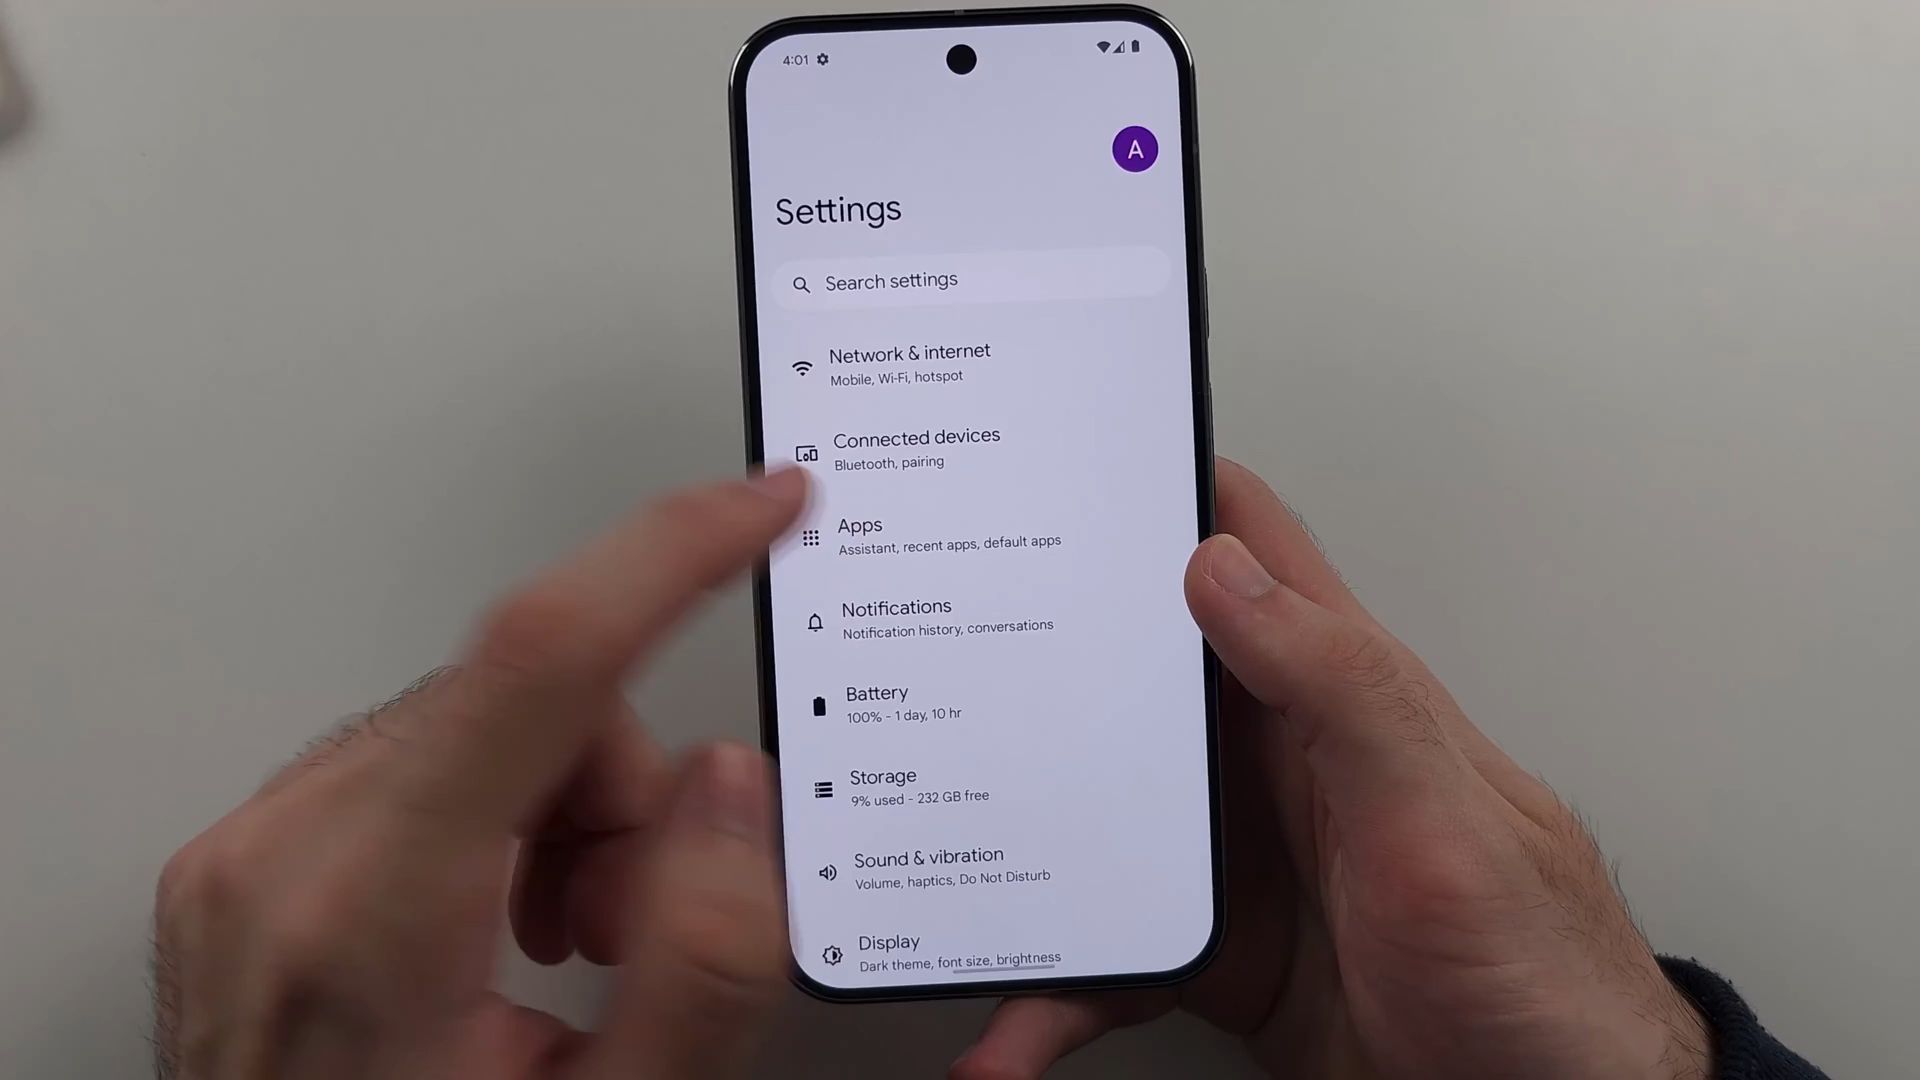 4:01
A
Settings
Search settings
Network & internet
Mobile, Wi-Fi, hotspot
Connected devices
Bluetooth, pairing
Apps
Assistant, recent apps, default apps
Notifications
Notification history, conversations
Battery
100% - 1 day, 10 hr
Storage
9% used - 232 GB free
Sound & vibration
Volume, haptics, Do Not Disturb
Display
Dark theme, font size, brightness